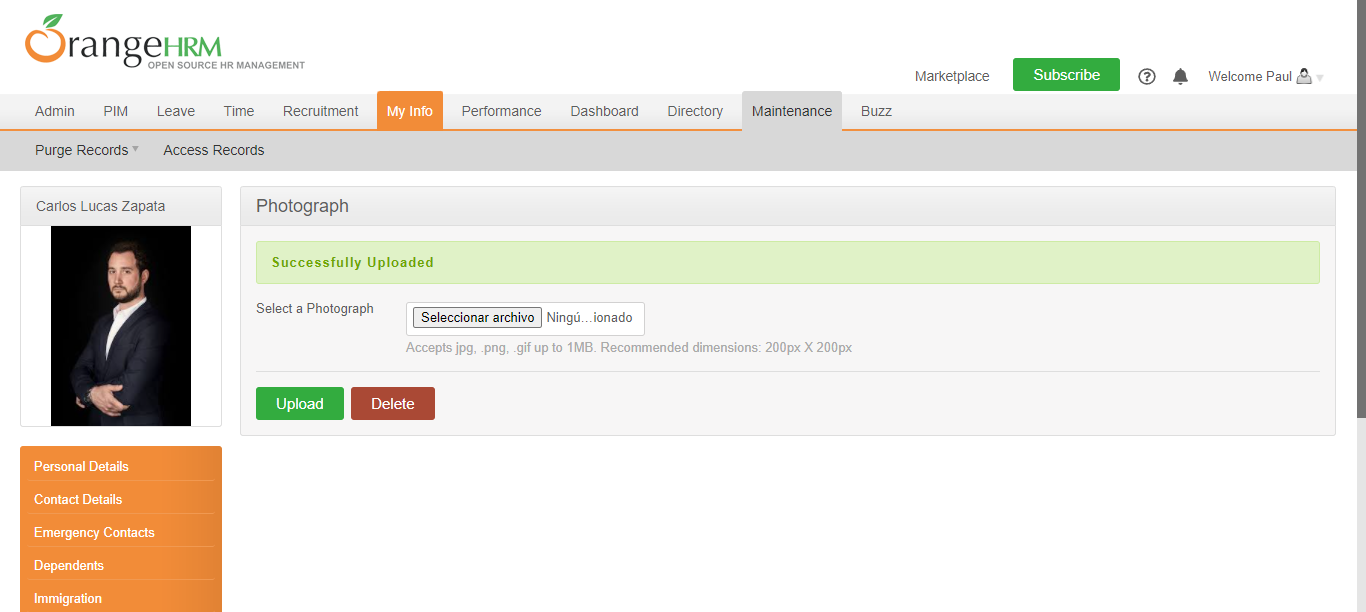 OrangeHRM
OPEN SOURCE HR MANAGEMENT
Marketplace Subscribe ? Welcome Paul
Admin PIM Leave Time Recruitment My Info Performance Dashboard Directory Maintenance Buzz
Purge Records Access Records
Carlos Lucas Zapata
Photograph
Successfully Uploaded
Select a Photograph Seleccionar archivo Ningú...ionado
Accepts jpg, .png, .gif up to 1MB. Recommended dimensions: 200px X 200px
Upload Delete
Personal Details
Contact Details
Emergency Contacts
Dependents
Immigration